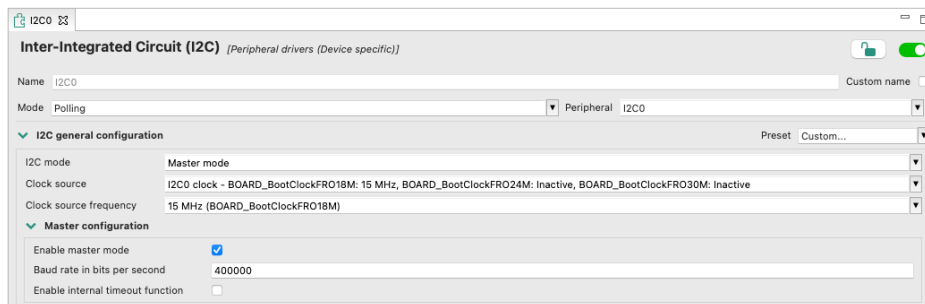 I2C0
Inter-Integrated Circuit (I2C) [Peripheral drivers (Device specific)]
Name I2C0 Custom name
Mode Polling Peripheral I2C0
I2C general configuration Preset Custom...
I2C mode Master mode
Clock source I2C0 clock - BOARD_BootClockFRO18M: 15 MHz, BOARD_BootClockFRO24M: Inactive, BOARD_BootClockFRO30M: Inactive
Clock source frequency 15 MHz (BOARD_BootClockFRO18M)
Master configuration
Enable master mode
Baud rate in bits per second 400000
Enable internal timeout function